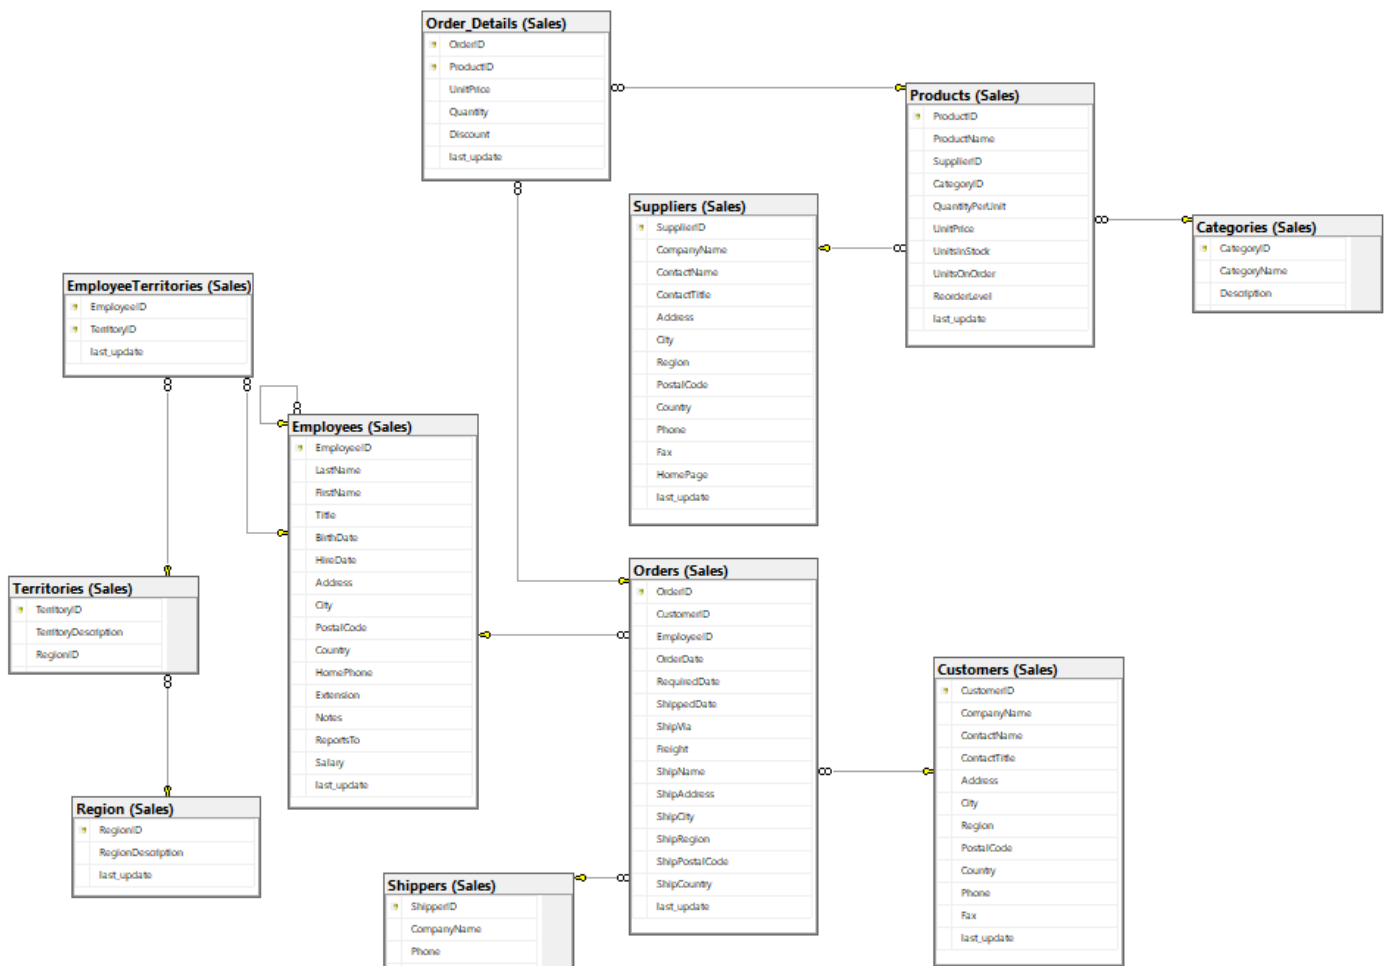 Order_Details (Sales)
OrderID
ProductID
UnitPrice
Quantity
Discount
last_update
Products (Sales)
ProductID
ProductName
SupplierID
CategoryID
QuantityPerUnit
UnitPrice
UnitsInStock
UnitsOnOrder
ReorderLevel
last_update
Suppliers (Sales)
SupplierID
CompanyName
ContactName
ContactTitle
Address
City
Region
PostalCode
Country
Phone
Fax
HomePage
last_update
Categories (Sales)
CategoryID
CategoryName
Description
EmployeeTerritories (Sales)
EmployeeID
TerritoryID
last_update
Employees (Sales)
EmployeeID
LastName
FirstName
Title
BirthDate
HireDate
Address
City
PostalCode
Country
HomePhone
Extension
Notes
ReportsTo
Salary
last_update
Territories (Sales)
TerritoryID
TerritoryDescription
RegionID
Orders (Sales)
OrderID
CustomerID
EmployeeID
OrderDate
RequiredDate
ShippedDate
ShipVia
Freight
ShipName
ShipAddress
ShipCity
ShipRegion
ShipPostalCode
ShipCountry
last_update
Customers (Sales)
CustomerID
CompanyName
ContactName
ContactTitle
Address
City
Region
PostalCode
Country
Phone
Fax
last_update
Region (Sales)
RegionID
RegionDescription
last_update
Shippers (Sales)
ShipperID
CompanyName
Phone